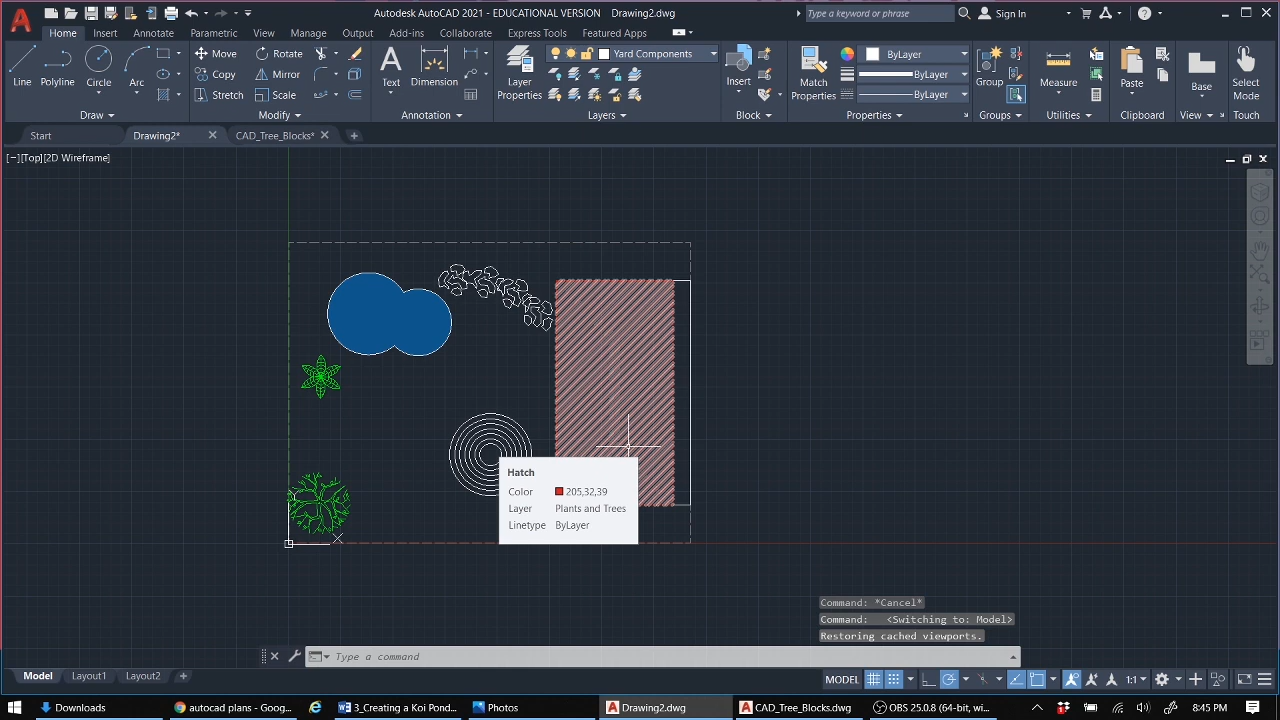 Autodesk AutoCAD 2021 - EDUCATIONAL VERSION Drawing2.dwg
Type a keyword or phrase
Sign In
Home Insert Annotate Parametric View Manage Output Add-ins Collaborate Express Tools Featured Apps
Line Polyline Circle Arc
Move Rotate
Copy Mirror
Stretch Scale
Text Dimension
Layer Properties
Yard Components
Insert
Match Properties
ByLayer
ByLayer
ByLayer
Group
Measure
Paste
Base
Select Mode
Draw Modify Annotation Layers Block Properties Groups Utilities Clipboard View Touch
Start Drawing2* CAD_Tree_Blocks*
[−][Top][2D Wireframe]
X
Hatch
Color 205,32,39
Layer Plants and Trees
Linetype ByLayer
Command: *Cancel*
Command: <Switching to: Model>
Restoring cached viewports.
Type a command
Model Layout1 Layout2
MODEL 1:1
Downloads autocad plans - Goog... 3_Creating a Koi Pond... Photos Drawing2.dwg CAD_Tree_Blocks.dwg OBS 25.0.8 (64-bit, wi... 8:45 PM